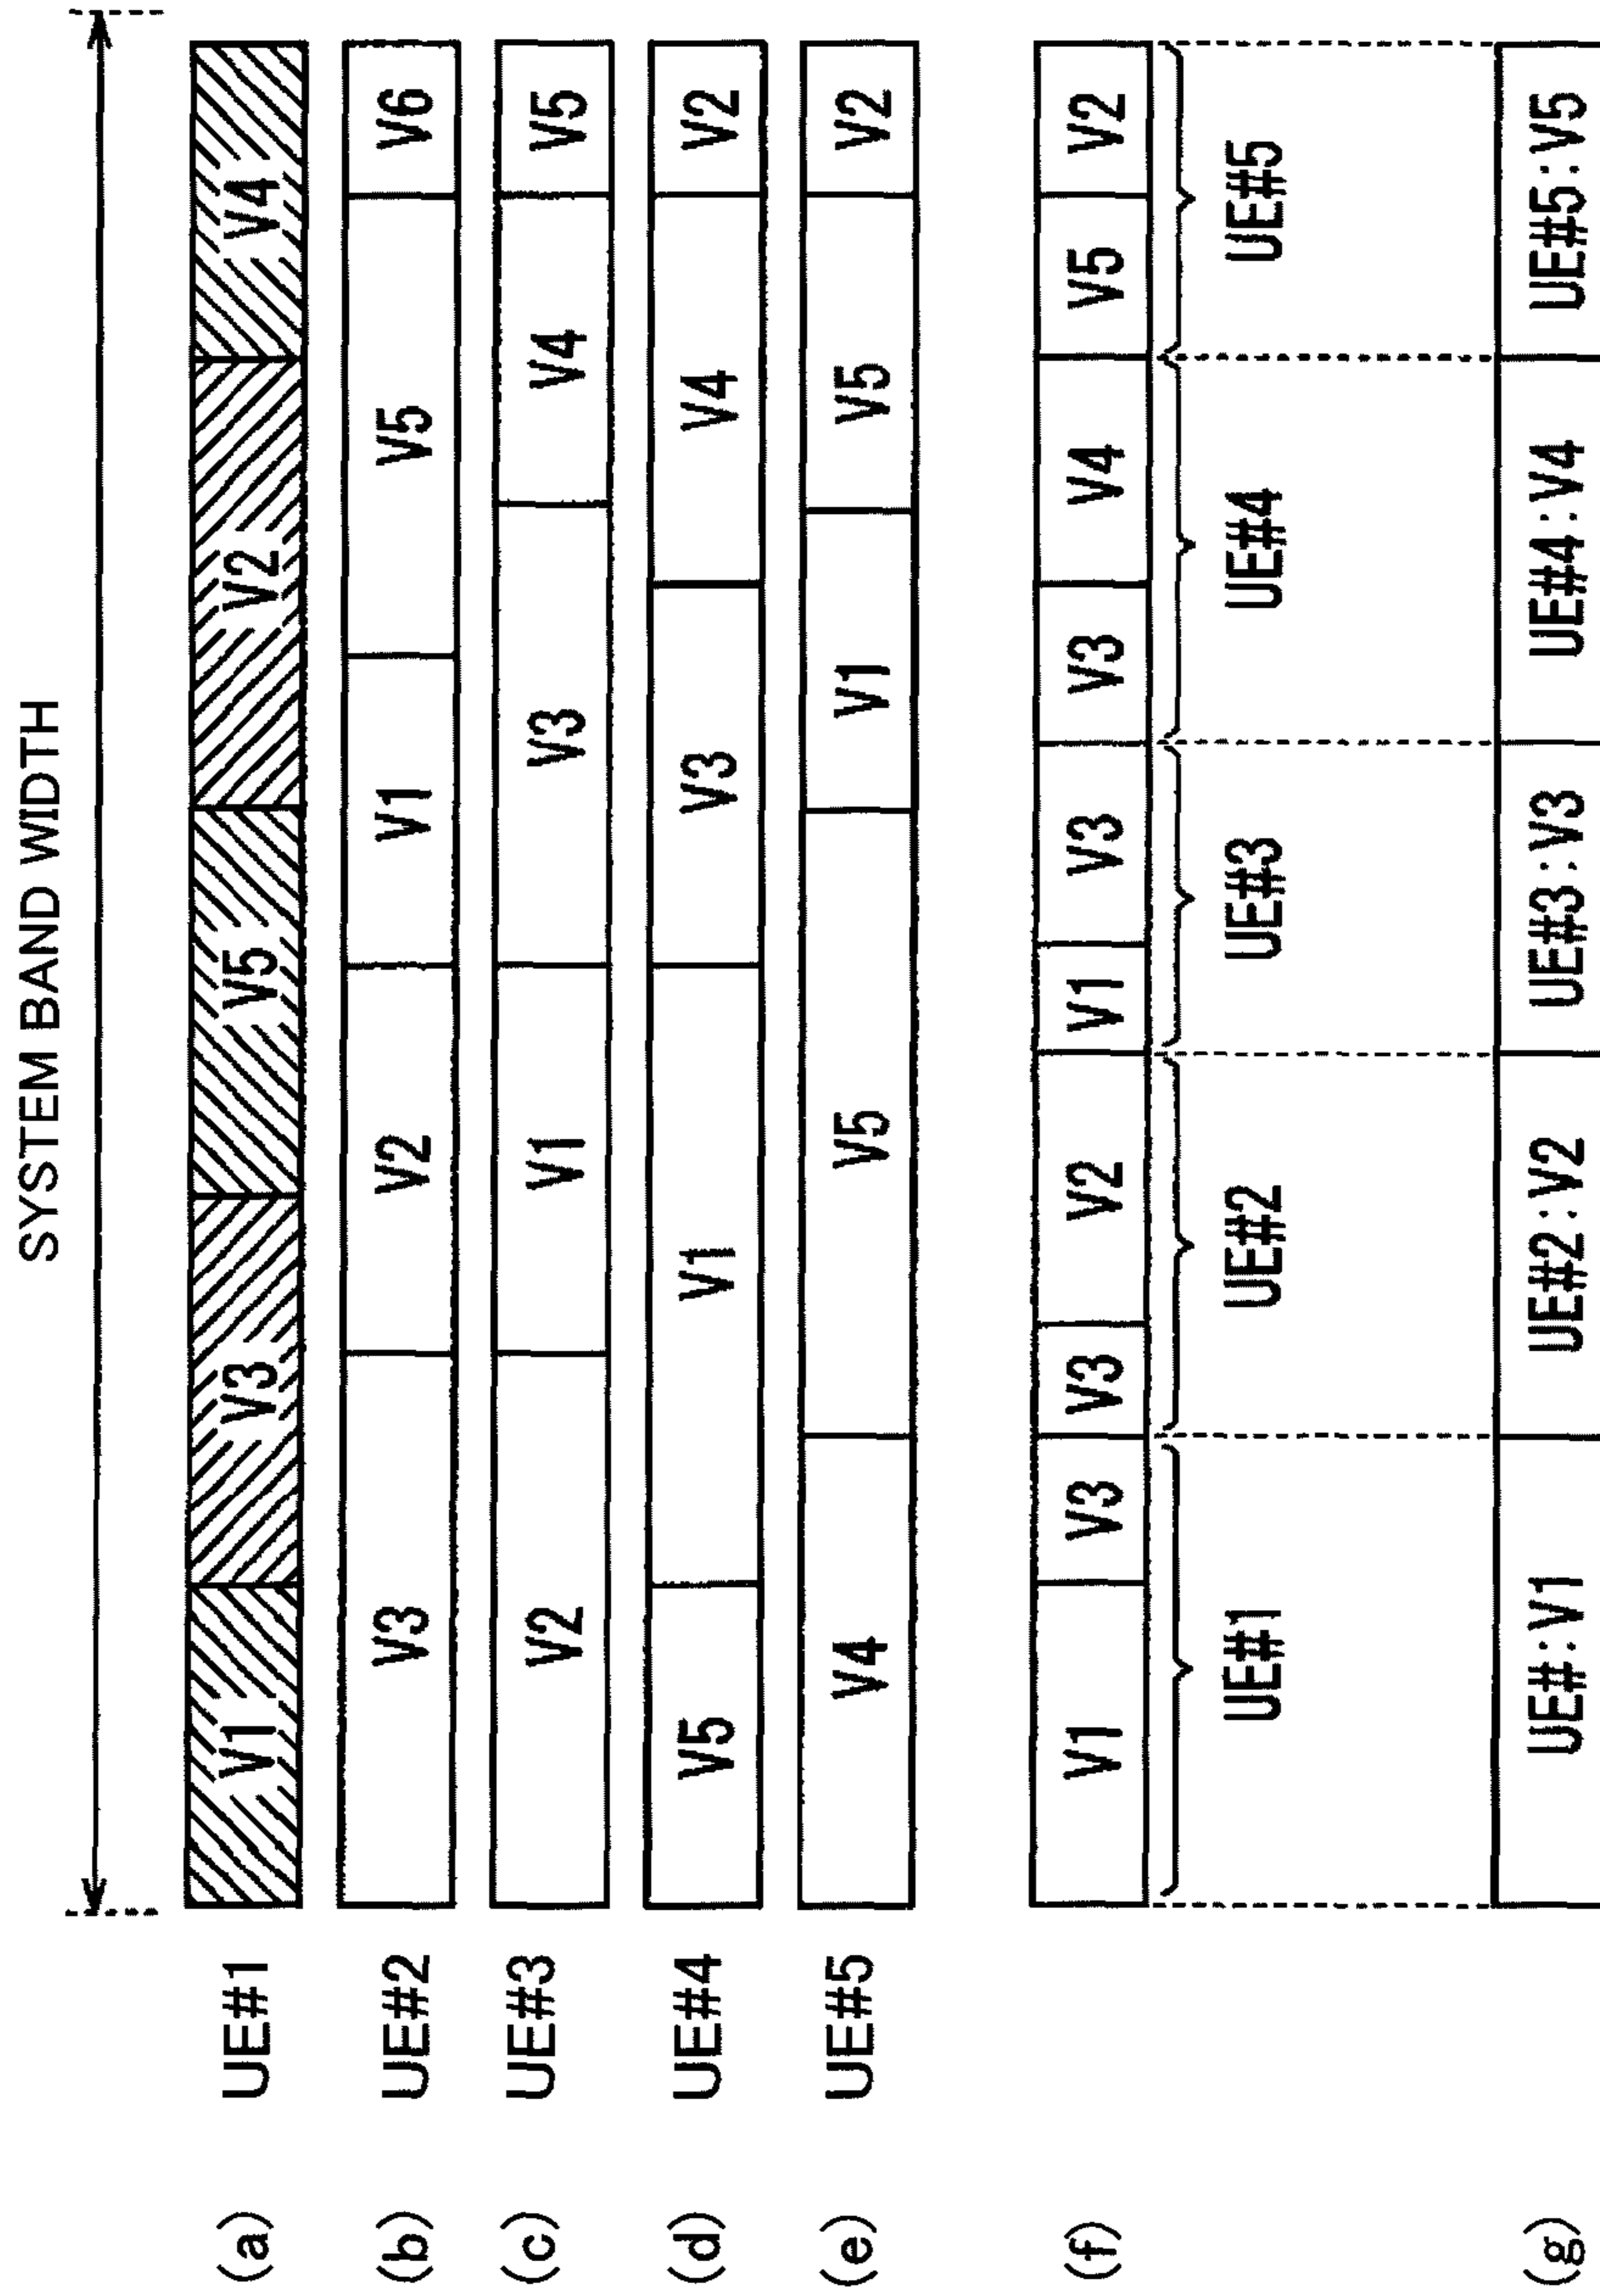 SYSTEM BAND WIDTH
(a) UE#1 V1 V3 V5 V2 V4
(b) UE#2 V3 V2 V1 V5 V6
(c) UE#3 V2 V1 V3 V4 V5
(d) UE#4 V5 V1 V3 V4 V2
(e) UE#5 V4 V5 V1 V5 V2
(f) V1 V3 V3 V2 V1 V3 V3 V4 V5 V2
UE#1 UE#2 UE#3 UE#4 UE#5
(g) UE#:V1 UE#2:V2 UE#3:V3 UE#4:V4 UE#5:V5